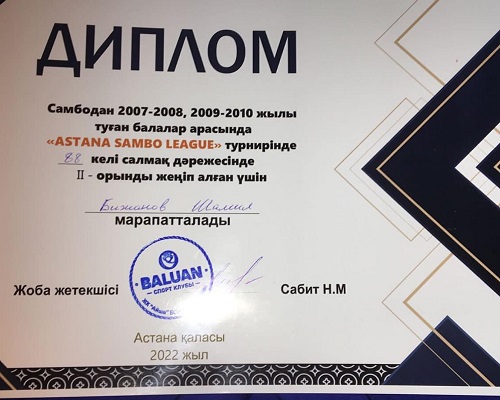 ДИПЛОМ
Самбодан 2007-2008, 2009-2010 жылы
туған балалар арасында
«ASTANA SAMBO LEAGUE» турнирінде
88 келі салмақ дәрежесінде
II - орынды жеңіп алған үшін
Бижанов Шамил
марапатталады
BALUAN
СПОРТ КЛУБЫ
Жоба жетекшісі Сабит Н.М
Астана қаласы
2022 жыл